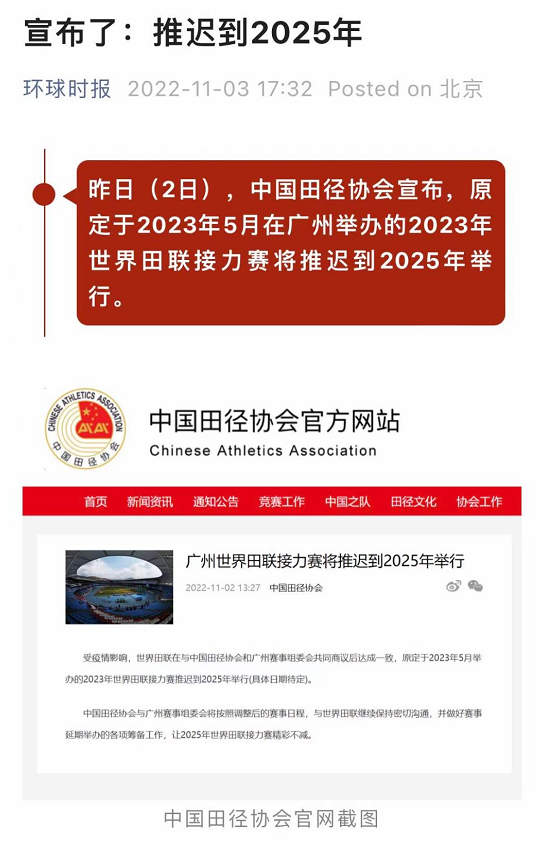 宣布了：推迟到2025年
环球时报 2022-11-03 17:32 Posted on 北京
昨日（2日），中国田径协会宣布，原
定于2023年5月在广州举办的2023年
世界田联接力赛将推迟到2025年举
行。
CHINESE ATHLETICS ASSOCIATION
中国田径协会
中国田径协会官方网站
Chinese Athletics Association
首页 新闻资讯 通知公告 竞赛工作 中国之队 田径文化 协会工作
广州世界田联接力赛将推迟到2025年举行
2022-11-02 13:27 中国田径协会
受疫情影响，世界田联在与中国田径协会和广州赛事组委会共同商议后达成一致，原定于2023年5月举
办的2023年世界田联接力赛推迟到2025年举行(具体日期待定)。
中国田径协会与广州赛事组委会将按照调整后的赛事日程，与世界田联继续保持密切沟通，并做好赛事
延期举办的各项筹备工作，让2025年世界田联接力赛精彩不减。
中国田径协会官网截图